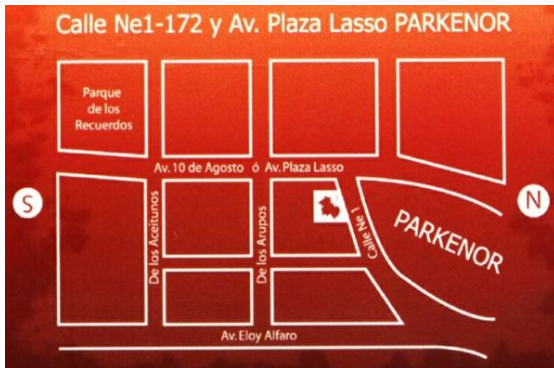 Calle Ne1-172 y Av. Plaza Lasso PARKENOR
Parque
de los
Recuerdos
Av. 10 de Agosto ó Av. Plaza Lasso
S
N
De los Aceitunos
De los Arupos
Calle Ne 1
PARKENOR
Av. Eloy Alfaro